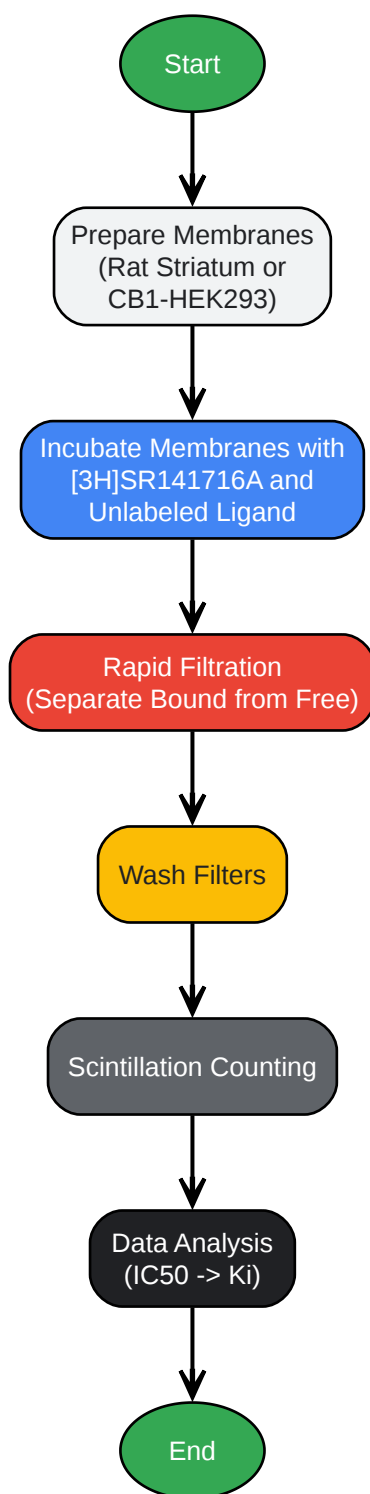 Start
Prepare Membranes
(Rat Striatum or
CB1-HEK293)
Incubate Membranes with
[3H]SR141716A and
Unlabeled Ligand
Rapid Filtration
(Separate Bound from Free)
Wash Filters
Scintillation Counting
Data Analysis
(IC50 -> Ki)
End